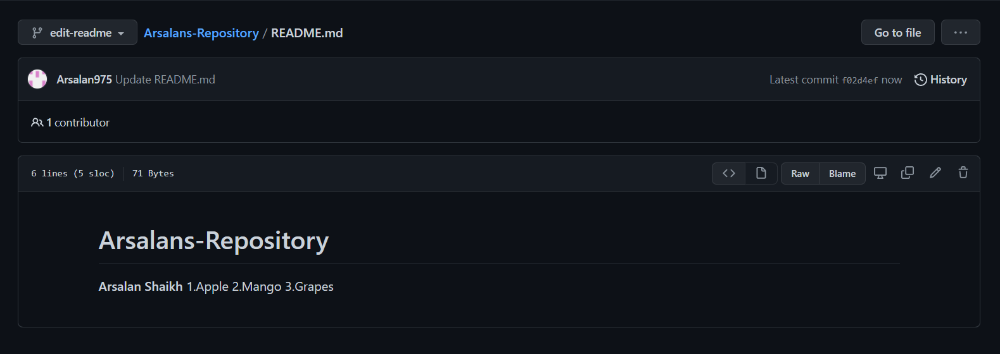 edit-readme Arsalans-Repository / README.md Go to file ...
Arsalan975 Update README.md Latest commit f02d4ef now History
1 contributor
6 lines (5 sloc) 71 Bytes <> Raw Blame
Arsalans-Repository
Arsalan Shaikh 1.Apple 2.Mango 3.Grapes